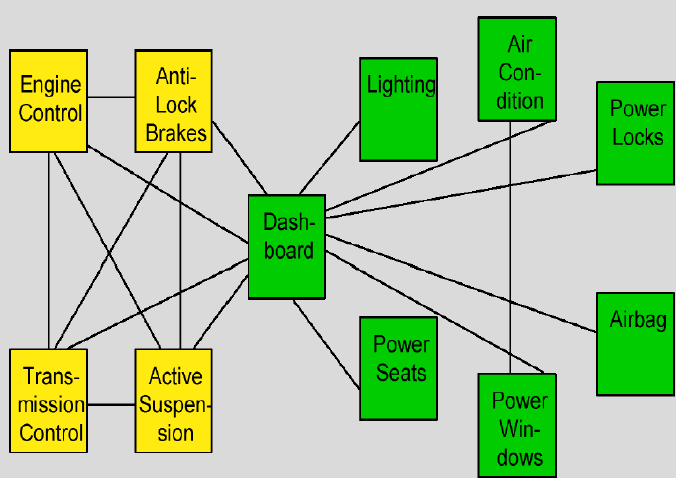 Engine
Control
Anti-
Lock
Brakes
Lighting
Air
Con-
dition
Power
Locks
Dash-
board
Trans-
mission
Control
Active
Suspen-
sion
Power
Seats
Power
Win-
dows
Airbag